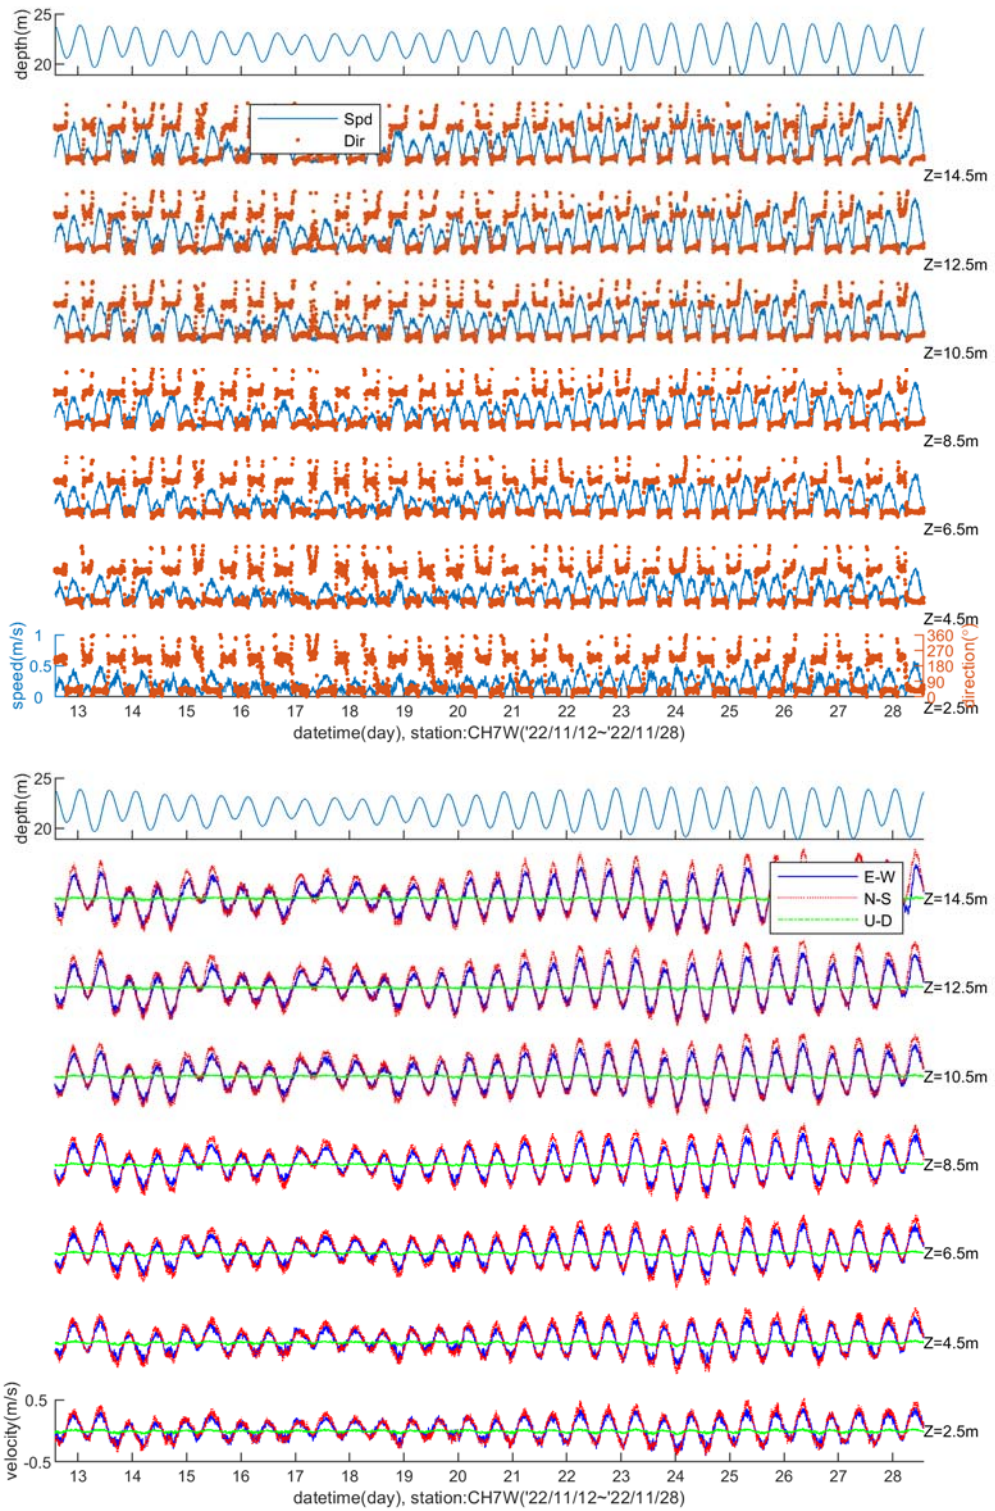 depth(m)
25
20
Spd
Dir
Z=14.5m
Z=12.5m
Z=10.5m
Z=8.5m
Z=6.5m
Z=4.5m
speed(m/s)
1
0.5
0
direction(°)
360
270
180
90
0
Z=2.5m
13 14 15 16 17 18 19 20 21 22 23 24 25 26 27 28
datetime(day), station:CH7W('22/11/12~'22/11/28)
depth(m)
25
20
E-W
N-S
U-D
Z=14.5m
Z=12.5m
Z=10.5m
Z=8.5m
Z=6.5m
Z=4.5m
velocity(m/s)
0.5
-0.5
Z=2.5m
13 14 15 16 17 18 19 20 21 22 23 24 25 26 27 28
datetime(day), station:CH7W('22/11/12~'22/11/28)